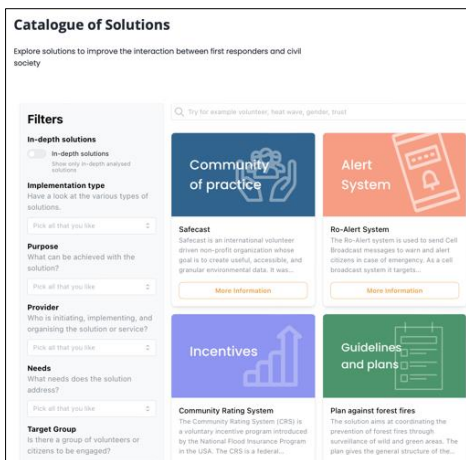 Catalogue of Solutions
Explore solutions to improve the interaction between first responders and civil
society
Filters
In-depth solutions
In-depth solutions
Show only in-depth analysed
solutions
Implementation type
Have a look at the various types of
solutions.
Pick all that you like
Purpose
What can be achieved with the
solution?
Pick all that you like
Provider
Who is initiating, implementing, and
organising the solution or service?
Pick all that you like
Needs
What needs does the solution
address?
Pick all that you like
Target Group
Is there a group of volunteers or
citizens to be engaged?
Try for example volunteer, heat wave, gender, trust
Community
of practice
Safecast
Safecast is an international volunteer
driven non-profit organization whose
goal is to create useful, accessible, and
granular environmental data. It was...
More Information
Alert
System
Ro-Alert System
The Ro-Alert system is used to send Cell
Broadcast messages to warn and alert
citizens in case of emergency. As a cell
broadcast system it targets...
More Information
Incentives
Community Rating System
The Community Rating System (CRS) is
a voluntary incentive program introduced
by the National Flood Insurance Program
in the USA. The CRS is a federal...
Guidelines
and plans
Plan against forest fires
The solution aims at coordinating the
prevention of forest fires through
surveillance of wild and green areas. The
plan gives the general structure of the...